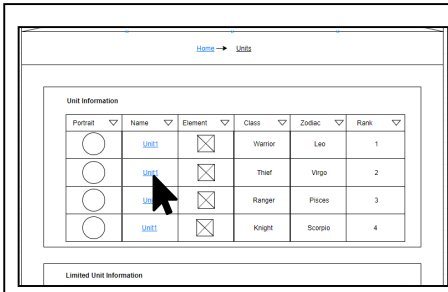 Home Units
Unit Information
Portrait Name Element Class Zodiac Rank
Unit1 Warrior Leo 1
Unit1 Thief Virgo 2
Ranger Pisces 3
Unit1 Knight Scorpio 4
Limited Unit Information